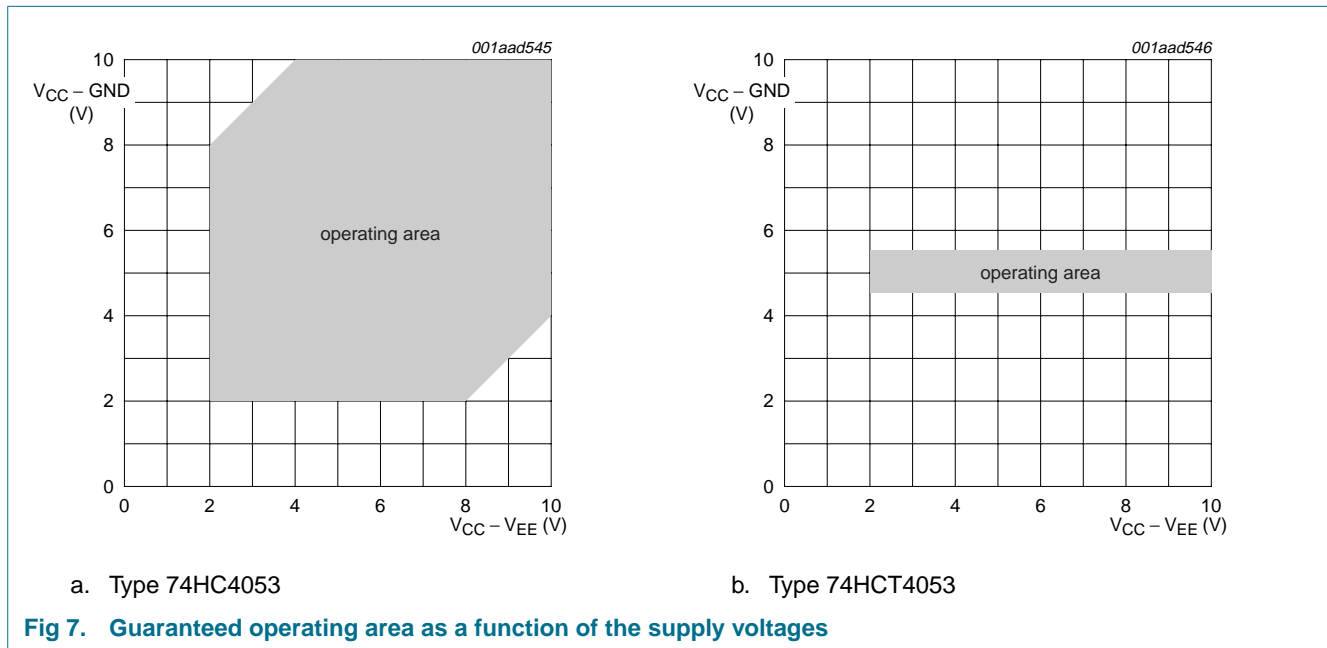 001aad545
10
V_CC – GND
(V)
8
6
4
2
0
operating area
0 2 4 6 8 10
V_CC – V_EE (V)
a. Type 74HC4053
001aad546
10
V_CC – GND
(V)
8
6
4
2
0
operating area
0 2 4 6 8 10
V_CC – V_EE (V)
b. Type 74HCT4053
Fig 7. Guaranteed operating area as a function of the supply voltages